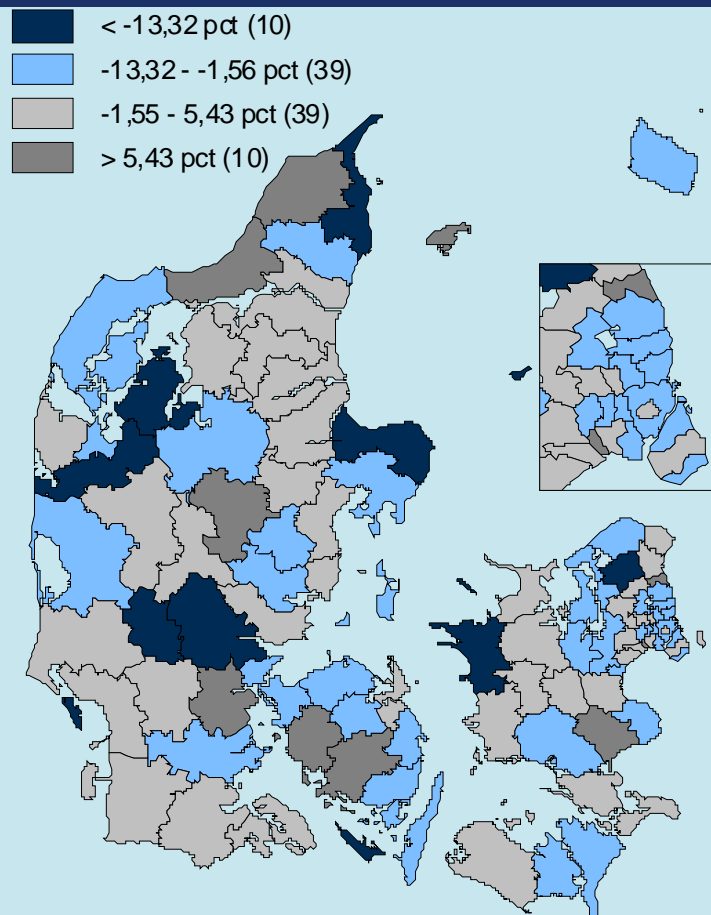 < -13,32 pct (10)
-13,32 - -1,56 pct (39)
-1,55 - 5,43 pct (39)
> 5,43 pct (10)